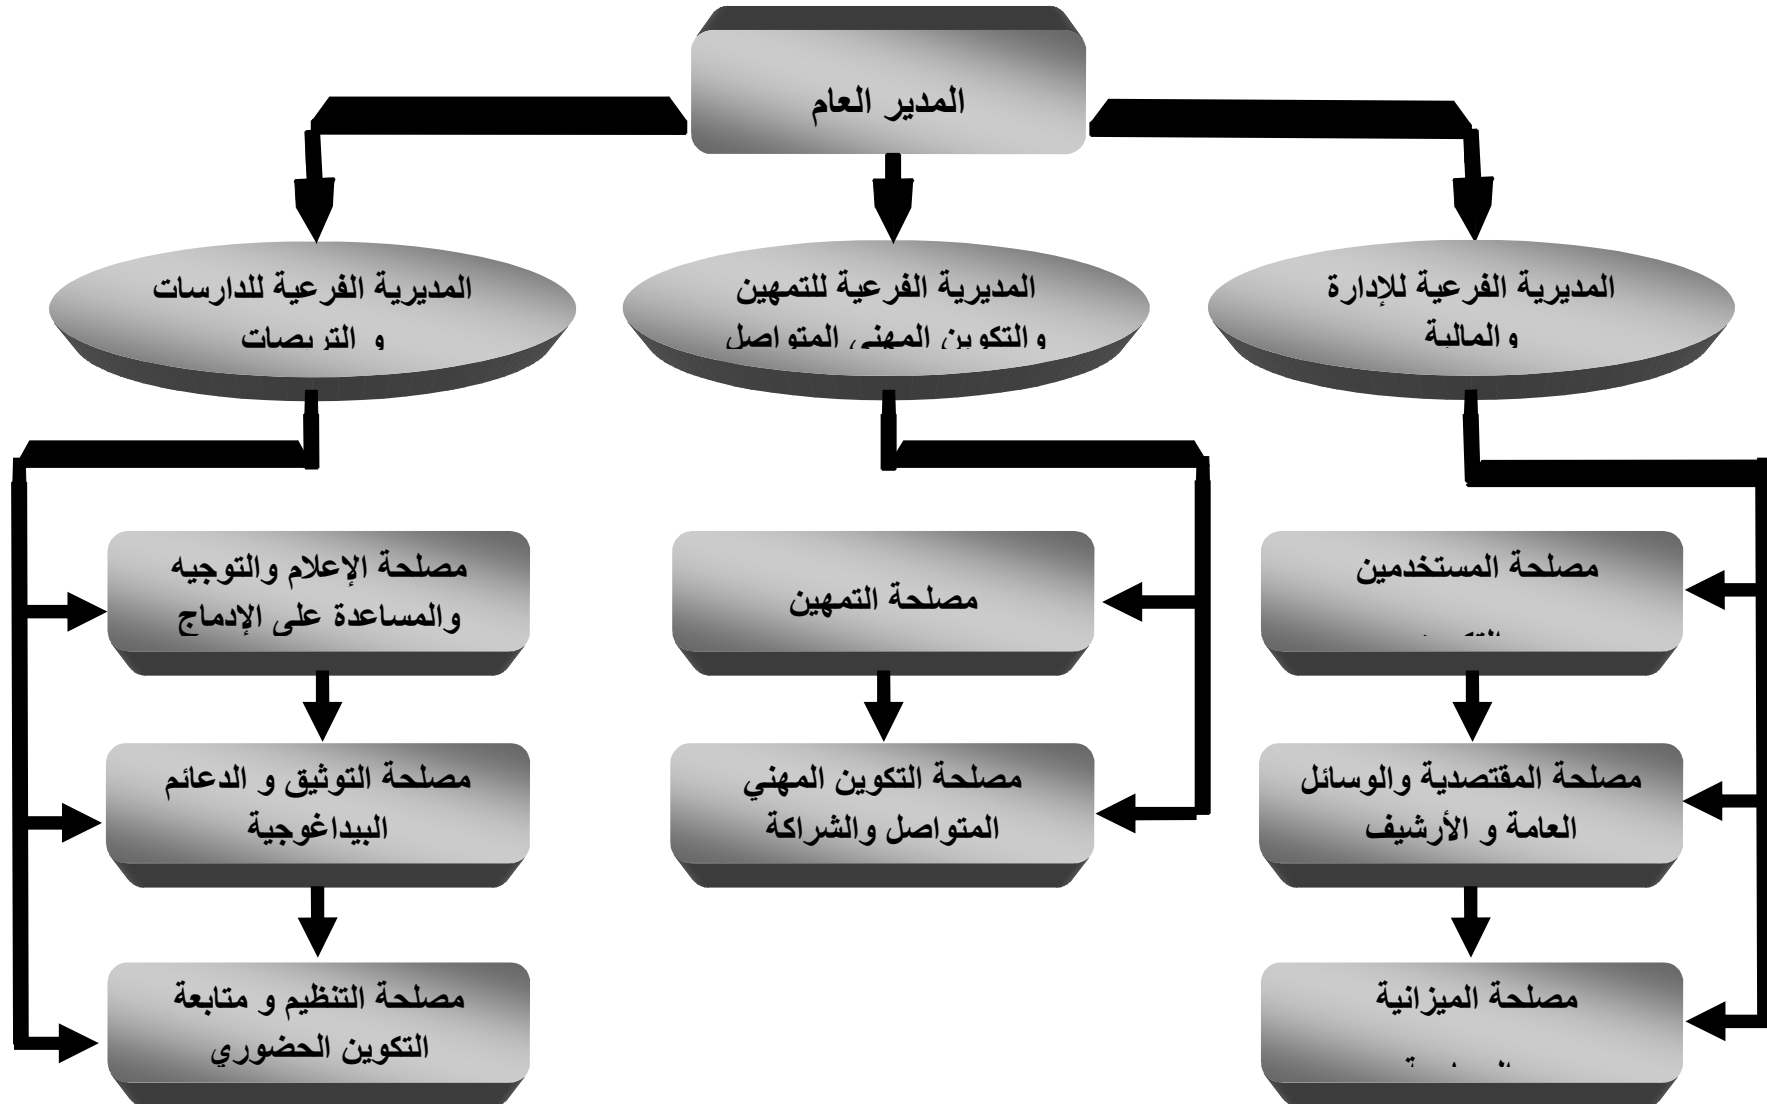 المدير العام
المديرية الفرعية للإدارة
والمالية
المديرية الفرعية للتمهين
والتكوين المهني المتواصل
المديرية الفرعية للدارسات
و التربصات
مصلحة المستخدمين
مصلحة التمهين
مصلحة الإعلام والتوجيه
والمساعدة على الإدماج
مصلحة المقتصدية والوسائل
العامة و الأرشيف
مصلحة التكوين المهني
المتواصل والشراكة
مصلحة التوثيق و الدعائم
البيداغوجية
مصلحة الميزانية
مصلحة التنظيم و متابعة
التكوين الحضوري